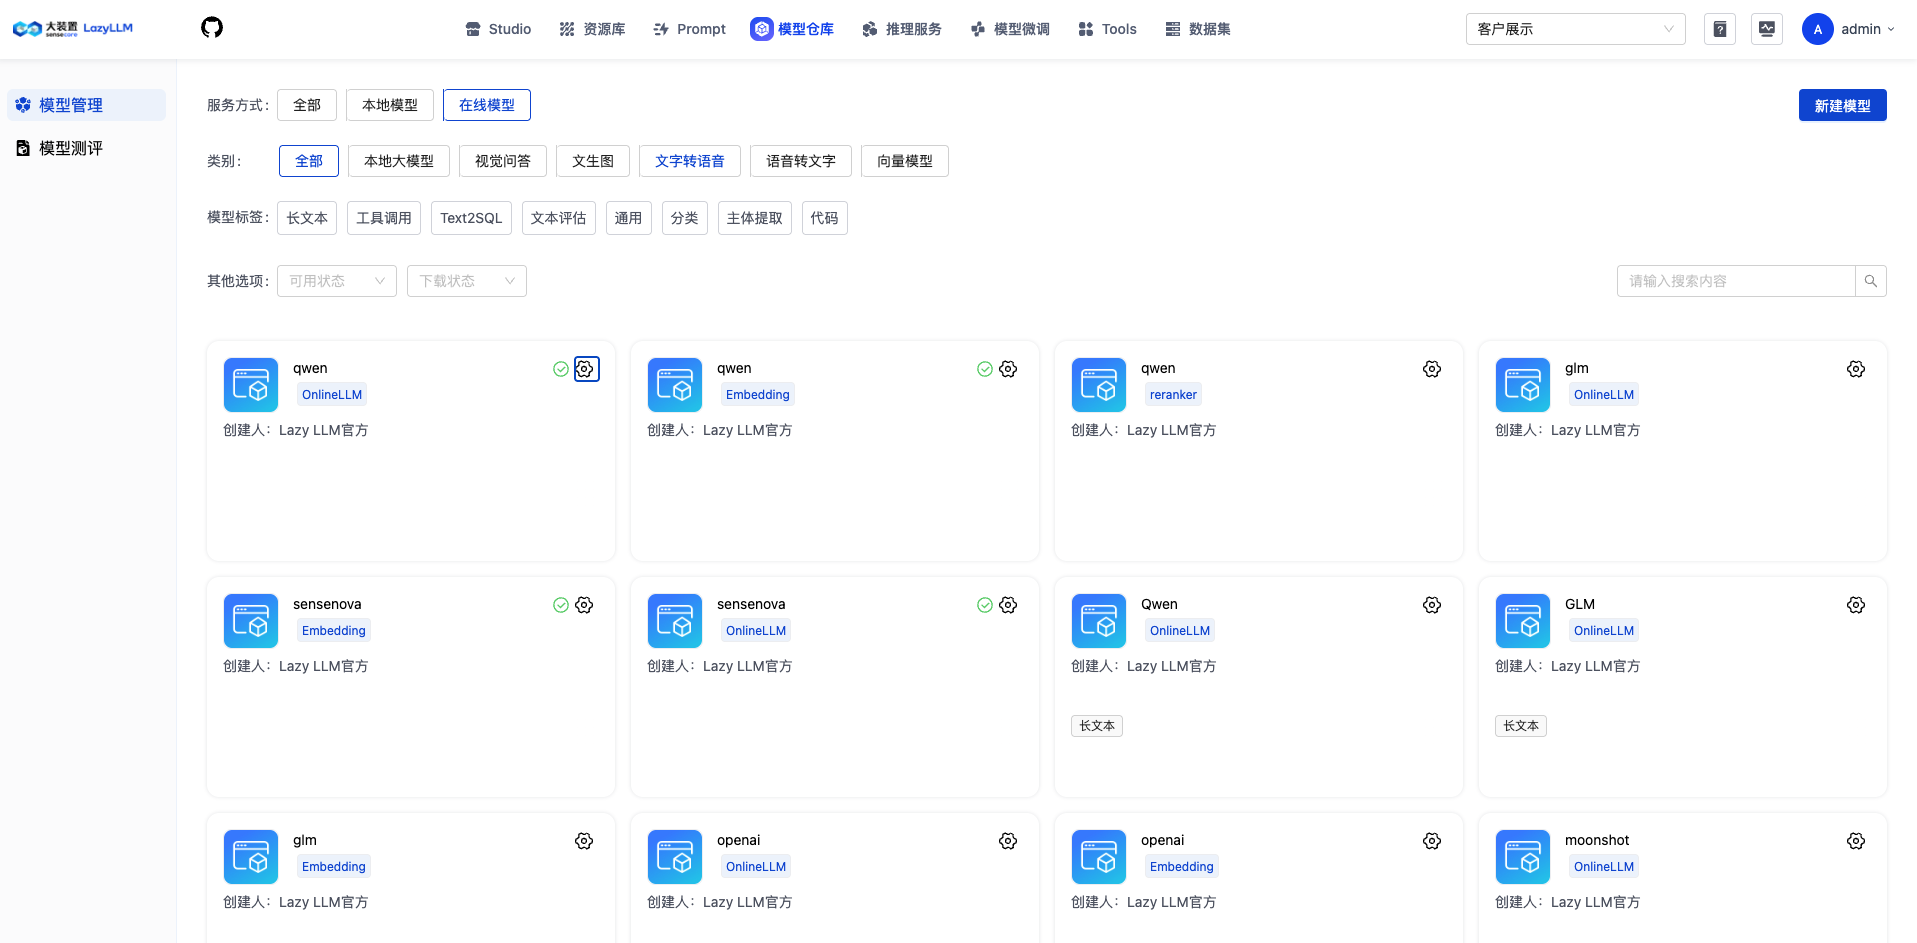 大装置 sensecore LazyLLM
Studio 资源库 Prompt 模型仓库 推理服务 模型微调 Tools 数据集 客户展示 A admin
模型管理
模型测评
服务方式: 全部 本地模型 在线模型 新建模型
类别: 全部 本地大模型 视觉问答 文生图 文字转语音 语音转文字 向量模型
模型标签: 长文本 工具调用 Text2SQL 文本评估 通用 分类 主体提取 代码
其他选项: 可用状态 下载状态 请输入搜索内容
qwen
OnlineLLM
创建人: Lazy LLM官方
qwen
Embedding
创建人: Lazy LLM官方
qwen
reranker
创建人: Lazy LLM官方
glm
OnlineLLM
创建人: Lazy LLM官方
sensenova
Embedding
创建人: Lazy LLM官方
sensenova
OnlineLLM
创建人: Lazy LLM官方
Qwen
OnlineLLM
创建人: Lazy LLM官方
长文本
GLM
OnlineLLM
创建人: Lazy LLM官方
长文本
glm
Embedding
创建人: Lazy LLM官方
openai
OnlineLLM
创建人: Lazy LLM官方
openai
Embedding
创建人: Lazy LLM官方
moonshot
OnlineLLM
创建人: Lazy LLM官方